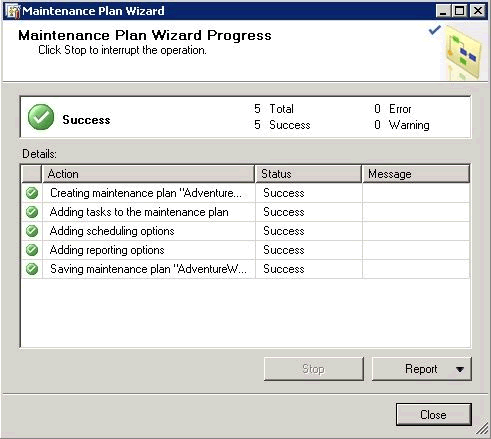 Maintenance Plan Wizard
Maintenance Plan Wizard Progress
Click Stop to interrupt the operation.
Success
5 Total
0 Error
5 Success
0 Warning
Details:
Action Status Message
Creating maintenance plan "Adventure... Success
Adding tasks to the maintenance plan Success
Adding scheduling options Success
Adding reporting options Success
Saving maintenance plan "AdventureW... Success
Stop Report
Close